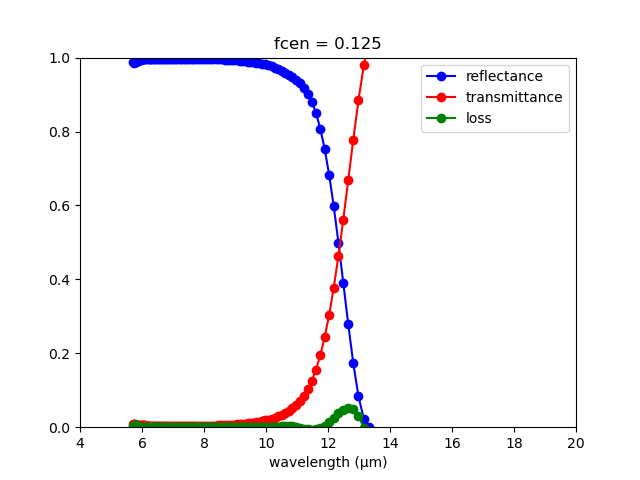 fcen = 0.125
1.0
0.8
0.6
0.4
0.2
0.0
reflectance
transmittance
loss
4 6 8 10 12 14 16 18 20
wavelength (μm)